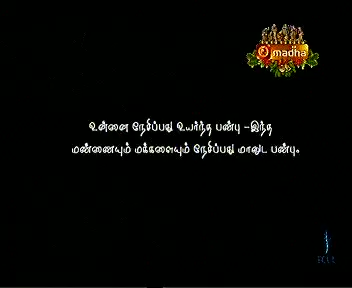 madha
உன்னை நேசிப்பது உயர்ந்த பண்பு -இந்த
மண்ணையும் மக்களையும் நேசிப்பது மானுட பண்பு.